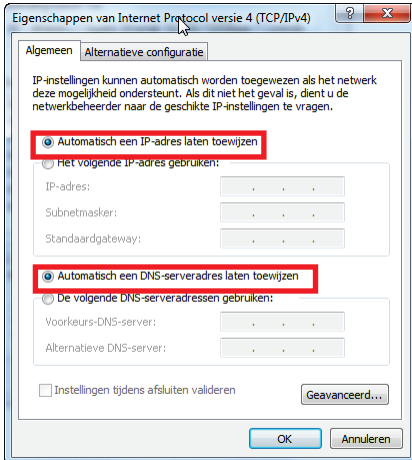 Eigenschappen van Internet Protocol versie 4 (TCP/IPv4)
Algemeen
Alternatieve configuratie
IP-instellingen kunnen automatisch worden toegewezen als het netwerk
deze mogelijkheid ondersteunt. Als dit niet het geval is, dient u de
netwerkbeheerder naar de geschikte IP-instellingen te vragen.
Automatisch een IP-adres laten toewijzen
Het volgende IP-adres gebruiken:
IP-adres:
Subnetmasker:
Standaardgateway:
Automatisch een DNS-serveradres laten toewijzen
De volgende DNS-serveradressen gebruiken:
Voorkeurs-DNS-server:
Alternatieve DNS-server:
Instellingen tijdens afsluiten valideren
Geavanceerd...
OK
Annuleren